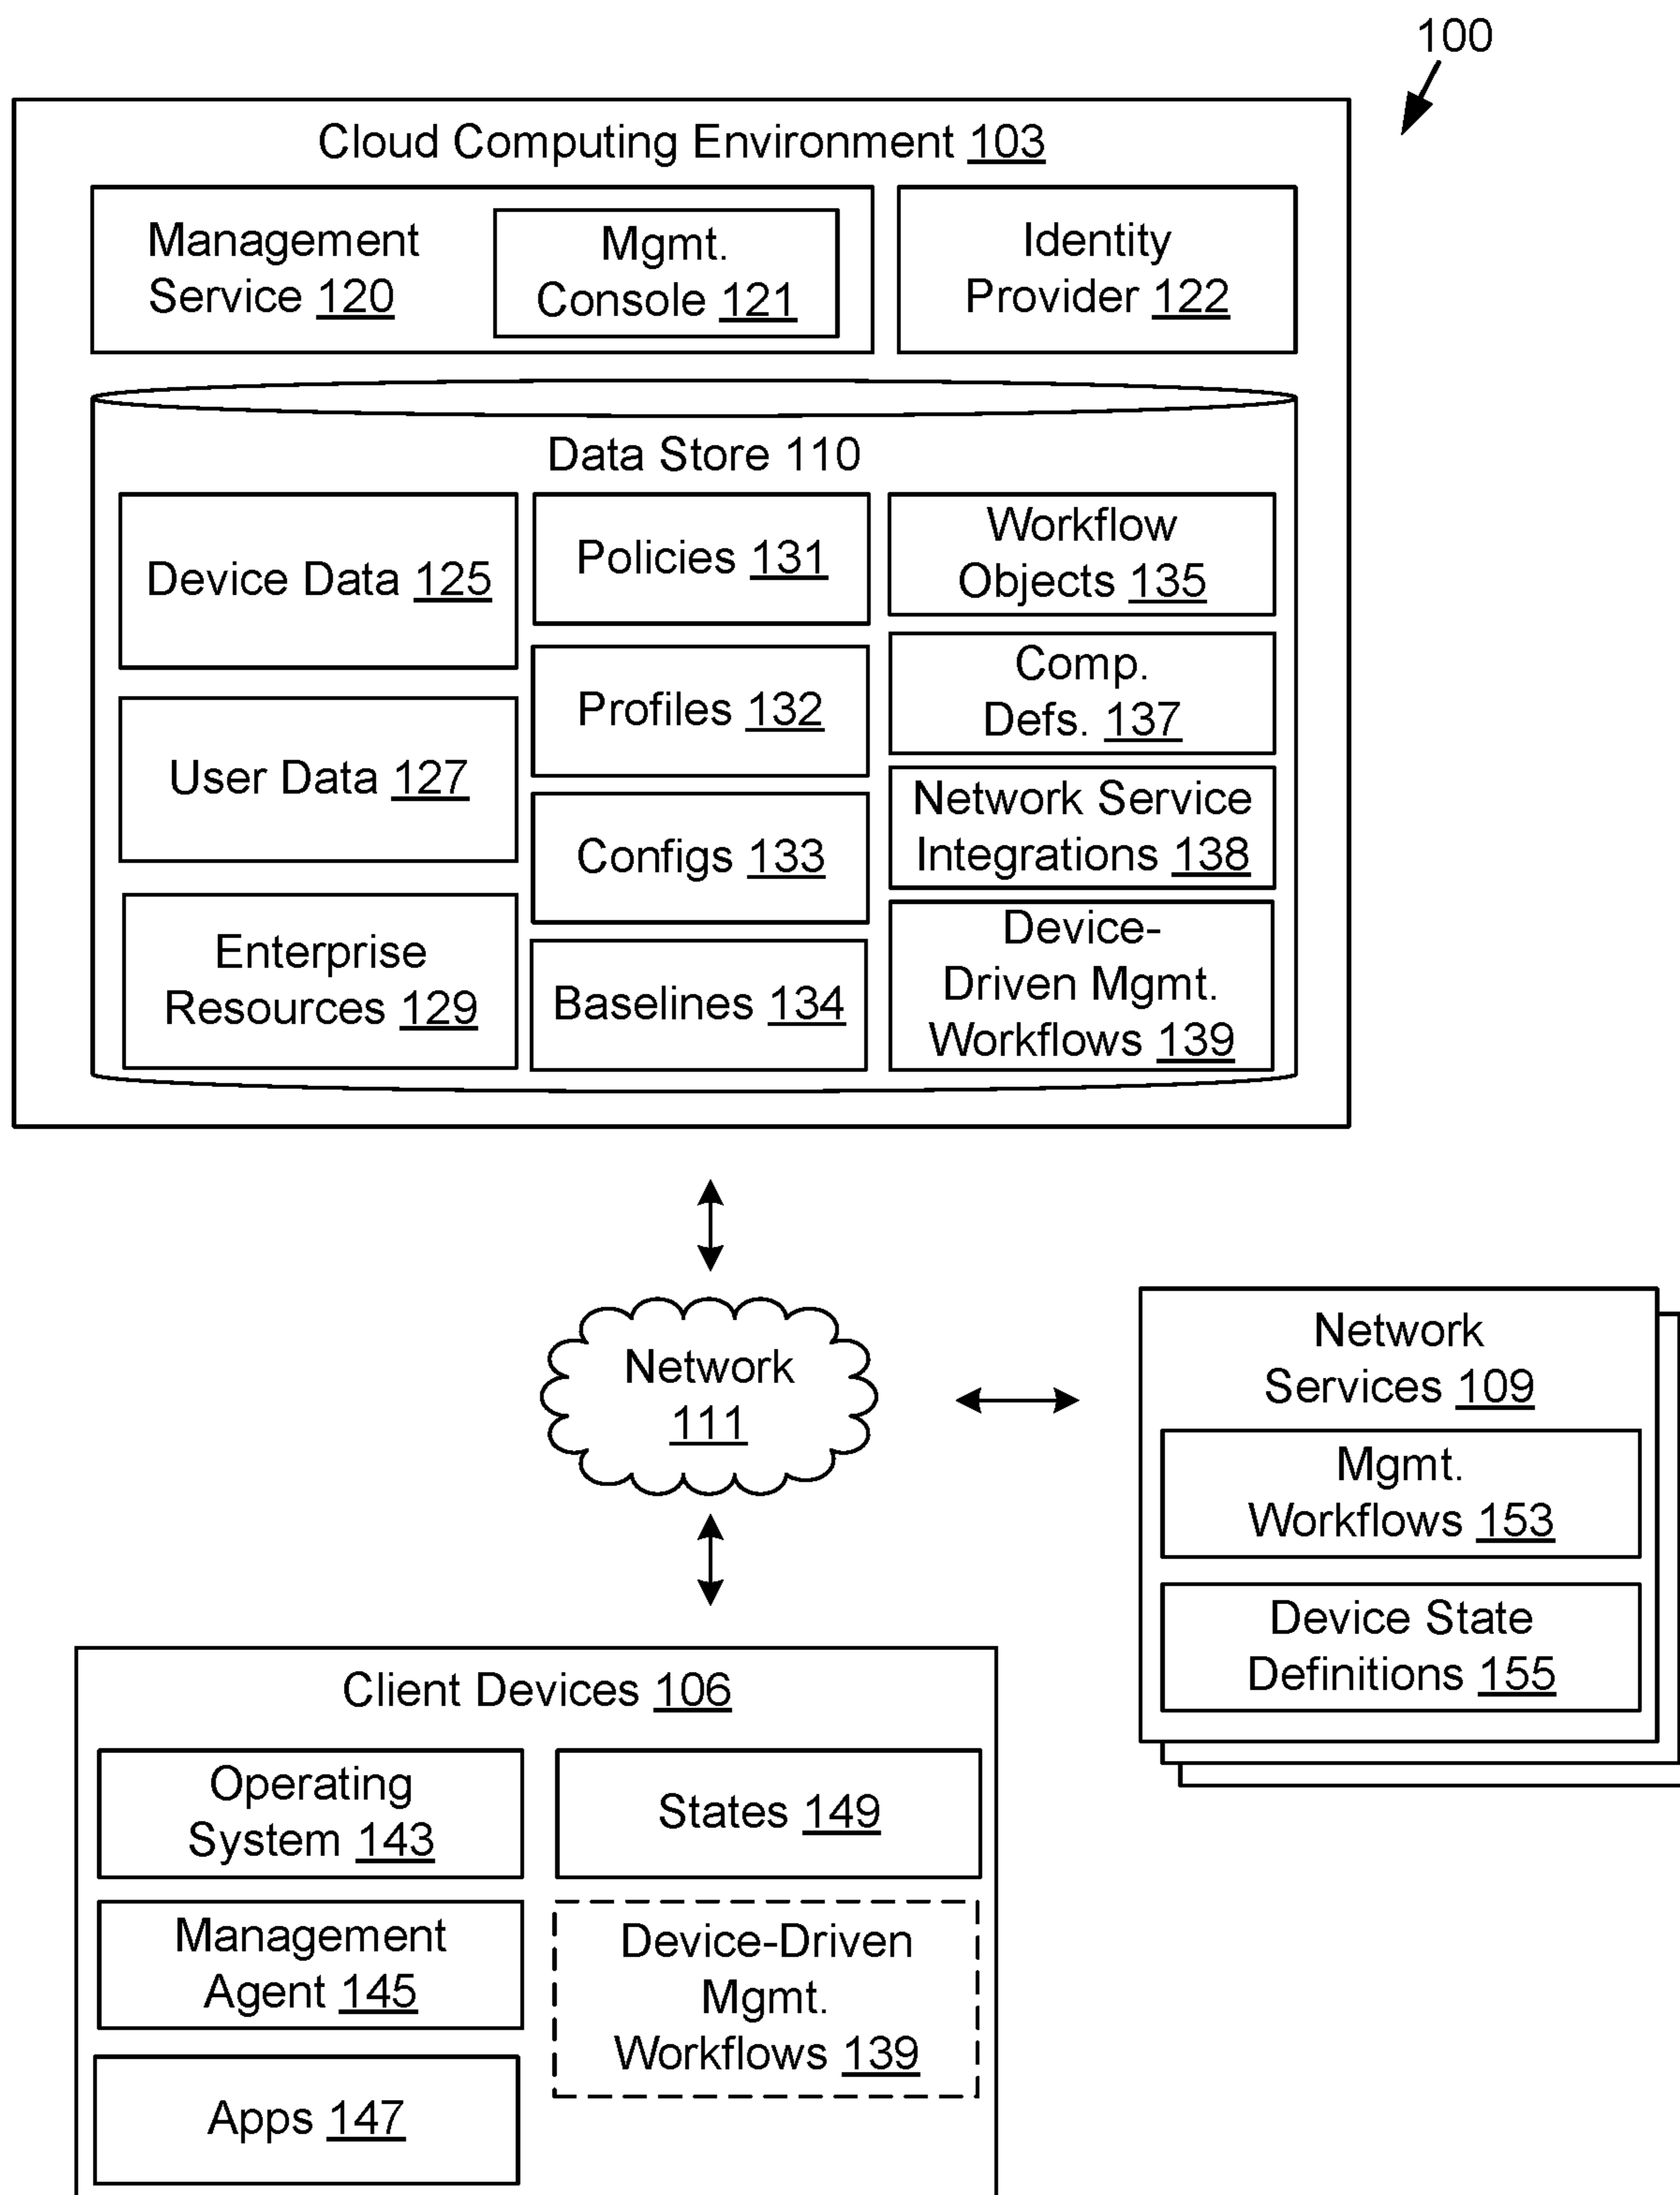 100
Cloud Computing Environment 103
Management
Service 120
Mgmt.
Console 121
Identity
Provider 122
Data Store 110
Device Data 125
User Data 127
Enterprise
Resources 129
Policies 131
Profiles 132
Configs 133
Baselines 134
Workflow
Objects 135
Comp.
Defs. 137
Network Service
Integrations 138
Device-
Driven Mgmt.
Workflows 139
Network
111
Network
Services 109
Mgmt.
Workflows 153
Device State
Definitions 155
Client Devices 106
Operating
System 143
Management
Agent 145
Apps 147
States 149
Device-Driven
Mgmt.
Workflows 139